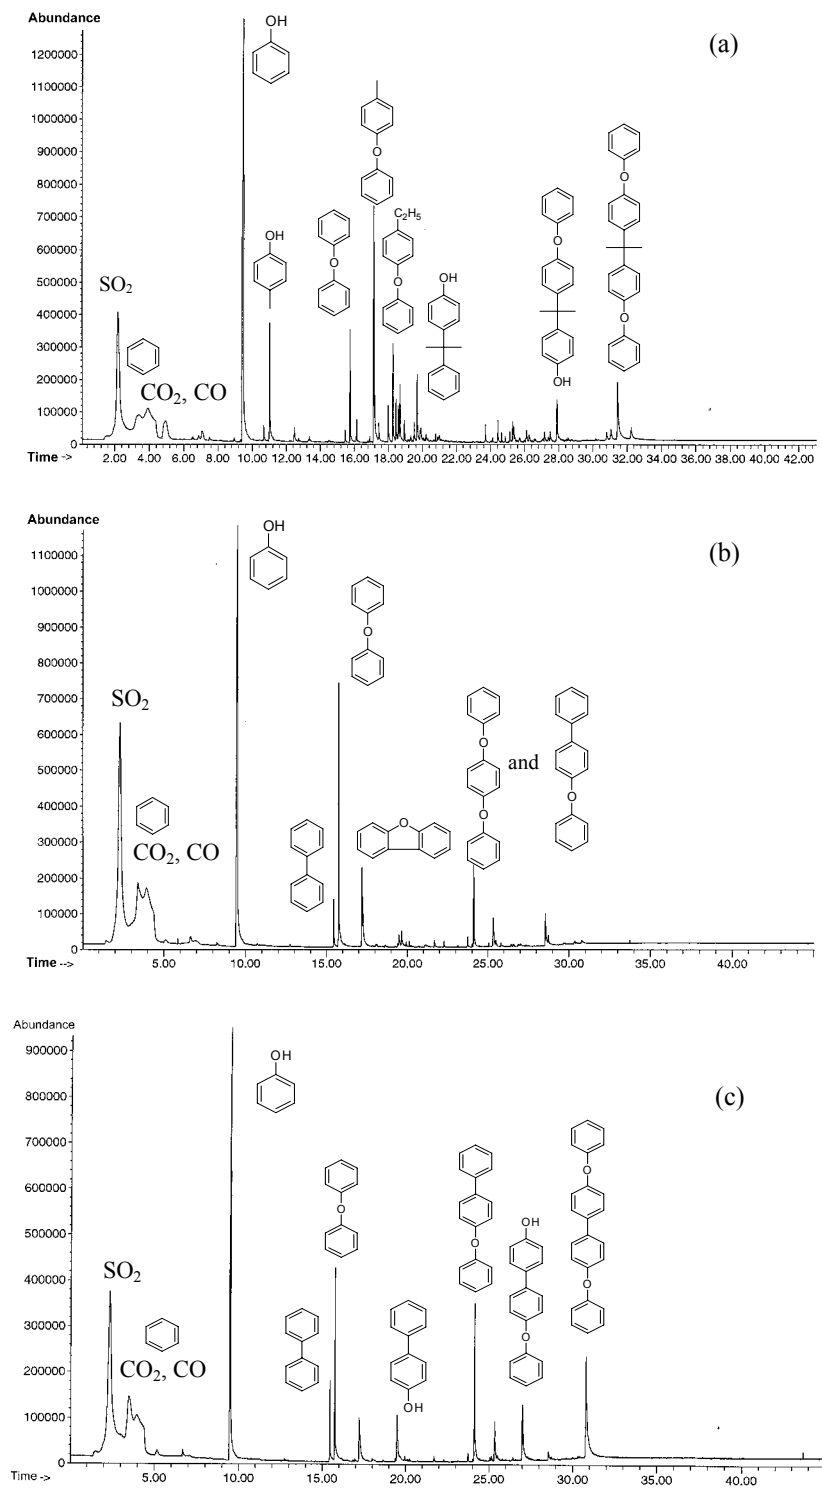 Abundance
(a)
OH
1200000
1100000
1000000
900000
800000
700000
600000
500000
400000
300000
200000
100000
0
O
C2H5
O
OH
OH
O
O
OH
O
O
SO2
CO2, CO
Time -> 2.00 4.00 6.00 8.00 10.00 12.00 14.00 16.00 18.00 20.00 22.00 24.00 26.00 28.00 30.00 32.00 34.00 36.00 38.00 40.00 42.00
Abundance
(b)
OH
1100000
1000000
900000
800000
700000
600000
500000
400000
300000
200000
100000
0
O
SO2
O
O
and
O
O
CO2, CO
Time --> 5.00 10.00 15.00 20.00 25.00 30.00 35.00 40.00
Abundance
(c)
OH
900000
800000
700000
600000
500000
400000
300000
200000
100000
0
O
O
O
OH
O
O
SO2
CO2, CO
OH
Time -> 5.00 10.00 15.00 20.00 25.00 30.00 35.00 40.00